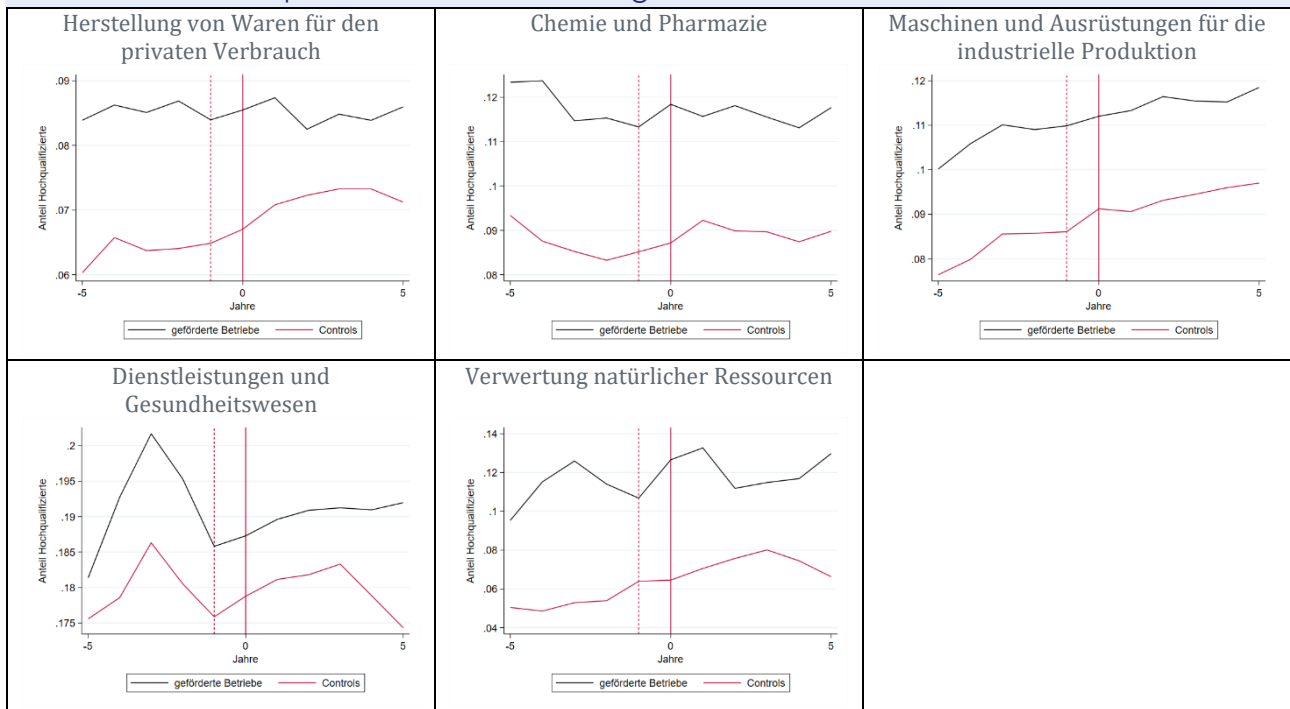 Herstellung von Waren für den
privaten Verbrauch
.09
.08
.07
.06
Anteil Hochqualifizierte
-5
0
5
Jahre
geförderte Betriebe
Controls
Chemie und Pharmazie
.12
.11
.1
.09
.08
Anteil Hochqualifizierte
-5
0
5
Jahre
geförderte Betriebe
Controls
Maschinen und Ausrüstungen für die
industrielle Produktion
.12
.11
.1
.09
.08
Anteil Hochqualifizierte
-5
0
5
Jahre
geförderte Betriebe
Controls
Dienstleistungen und
Gesundheitswesen
.2
.195
.19
.185
.18
.175
Anteil Hochqualifizierte
-5
0
5
Jahre
geförderte Betriebe
Controls
Verwertung natürlicher Ressourcen
.14
.12
.1
.08
.06
.04
Anteil Hochqualifizierte
-5
0
5
Jahre
geförderte Betriebe
Controls